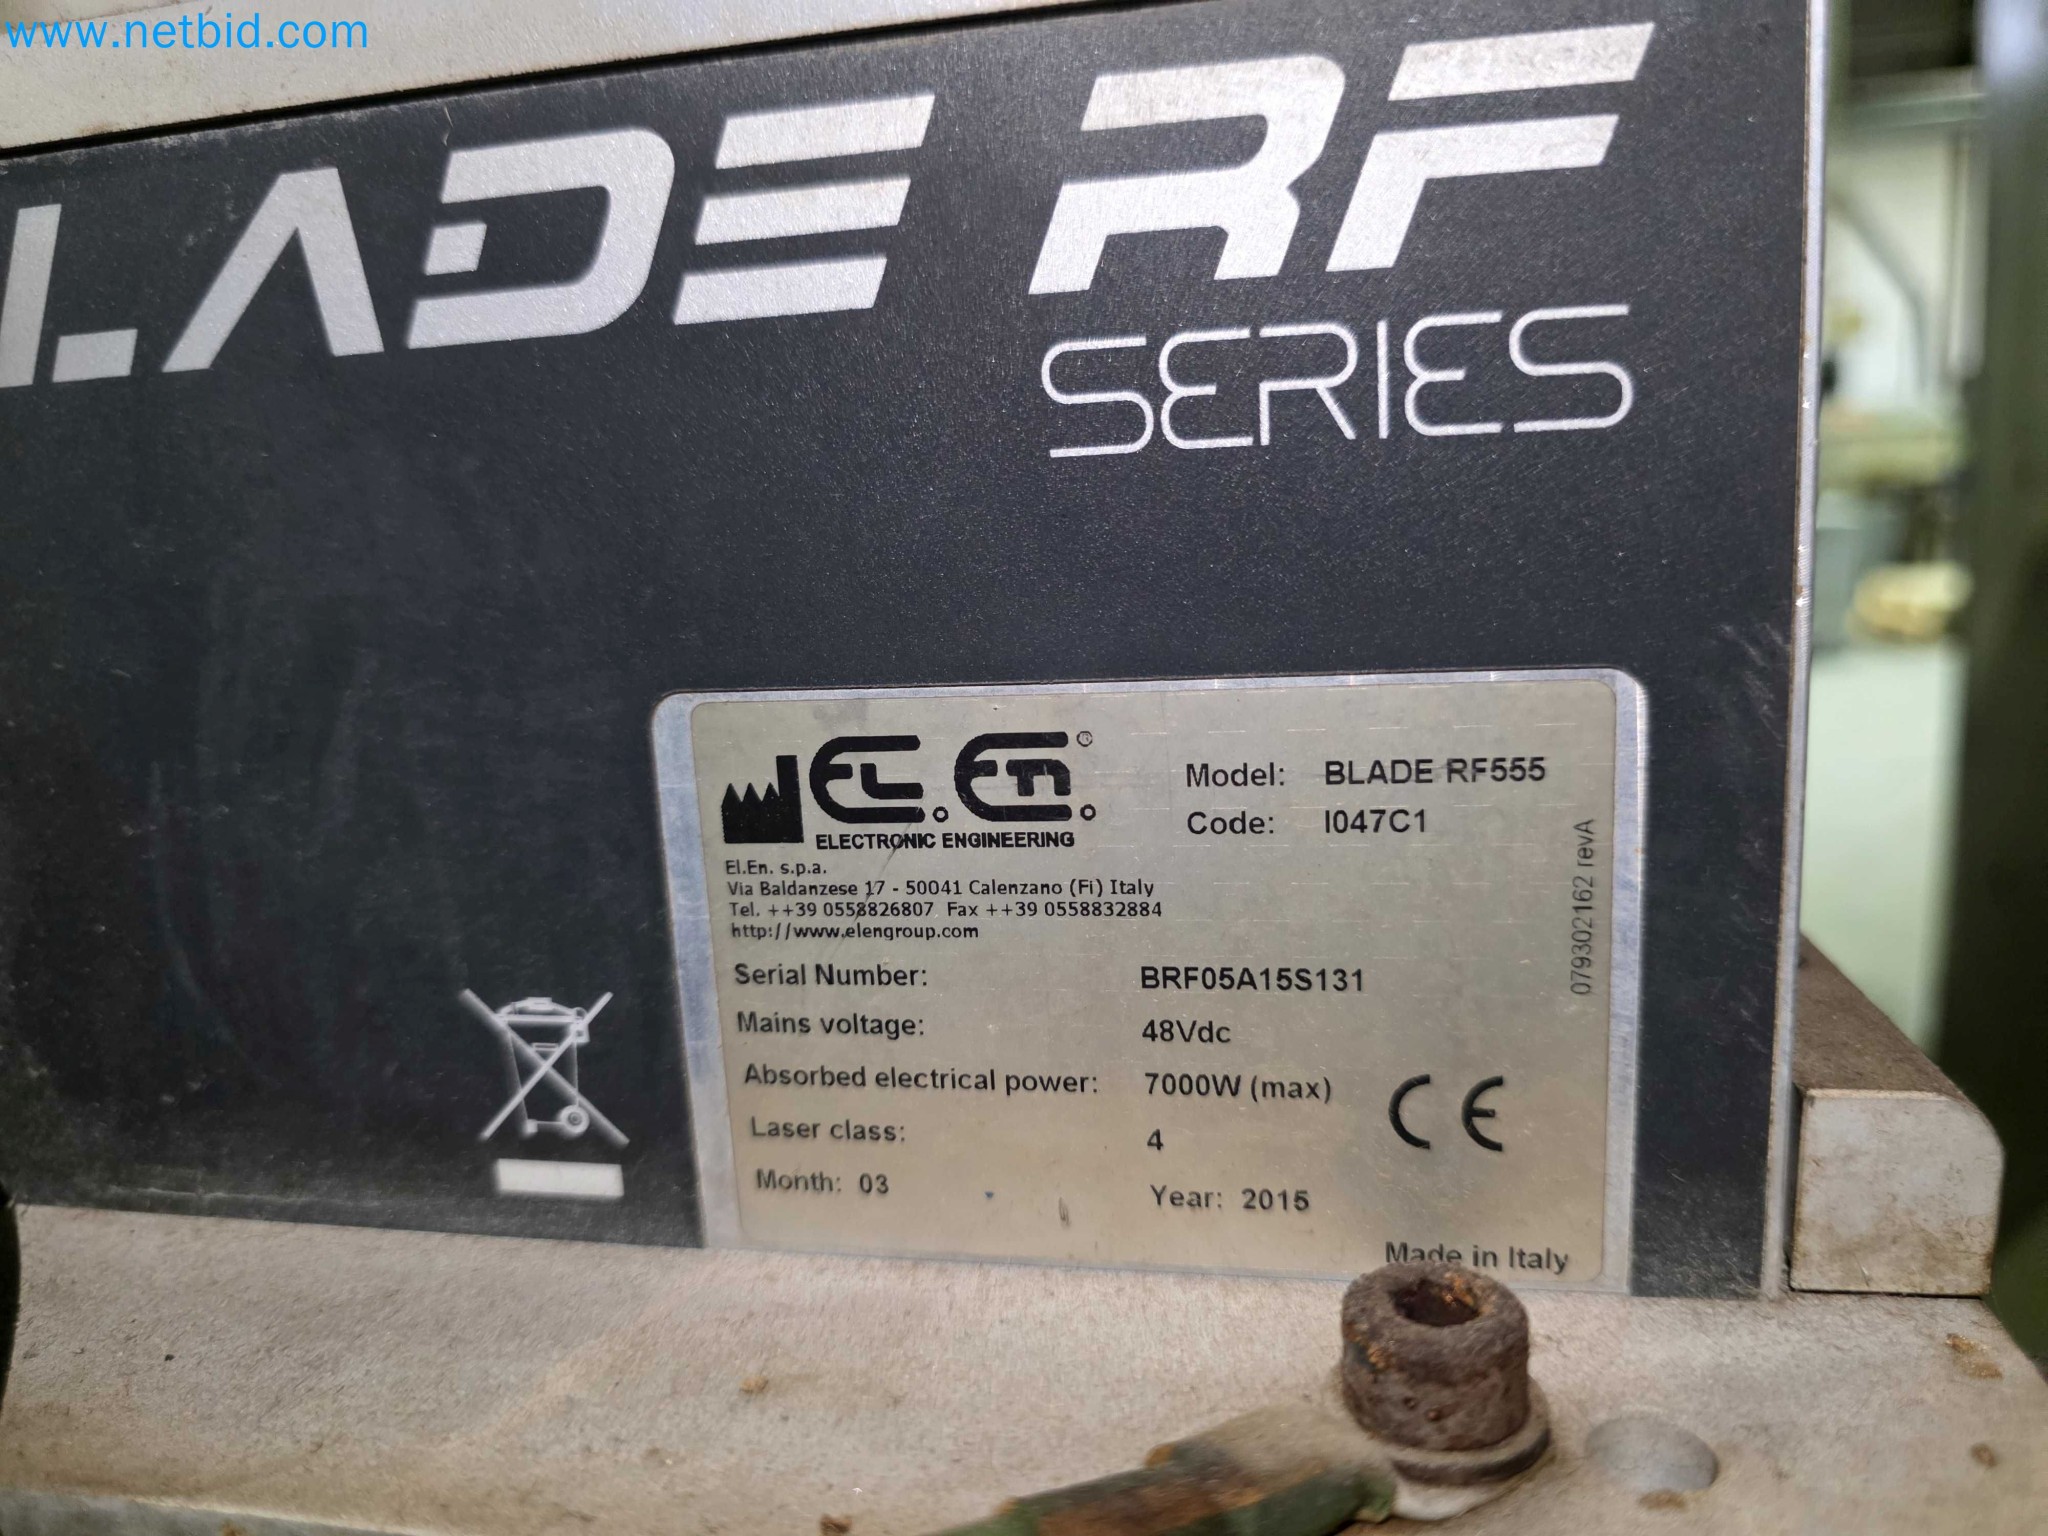 www.netbid.com
LADE RF
SERIES
EL.En.®
ELECTRONIC ENGINEERING
Model: BLADE RF555
Code: I047C1
El.En. s.p.a.
Via Baldanzese 17 - 50041 Calenzano (Fi) Italy
Tel. ++39 0558826807 Fax ++39 0558832884
http://www.elengroup.com
079302162 revA
Serial Number: BRF05A15S131
Mains voltage: 48Vdc
Absorbed electrical power: 7000W (max)
CE
Laser class: 4
Month: 03 Year: 2015
Made in Italy